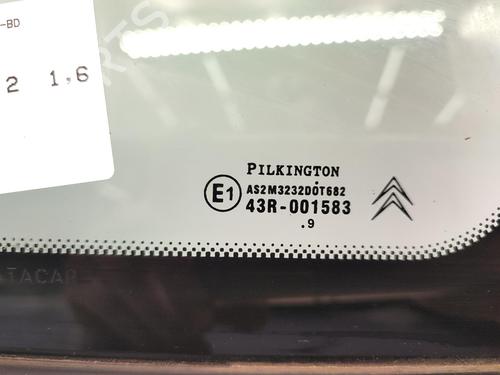 -BD
2 1,6
PILKINGTON
E1
AS2M3232DOT682
43R-001583
.9